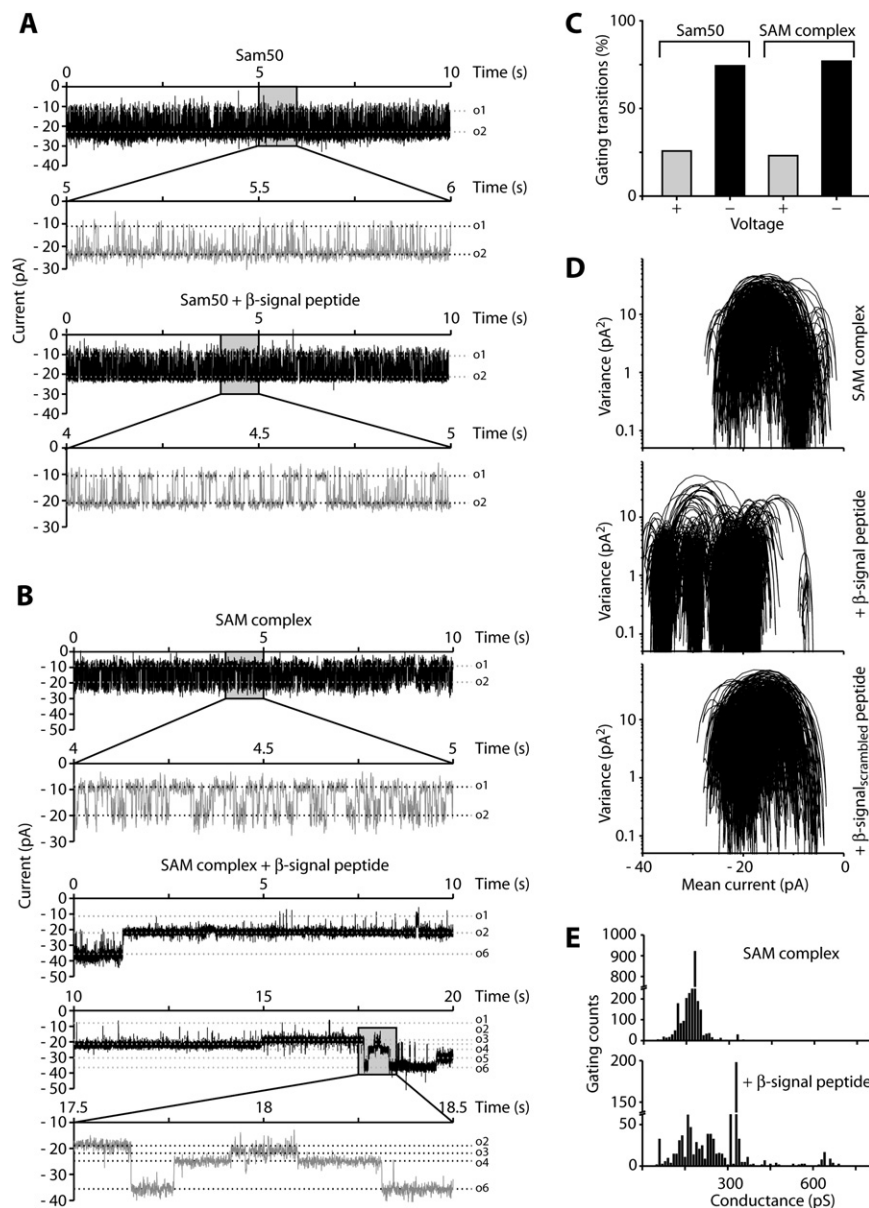 A
Sam50
0 5 10 Time (s)
0
- 10
- 20
- 30
- 40
o1
o2
5 5.5 6 Time (s)
0
- 10
- 20
- 30
o1
o2
Sam50 + β-signal peptide
0 5 10 Time (s)
0
- 10
- 20
- 30
- 40
o1
o2
4 4.5 5 Time (s)
0
- 10
- 20
- 30
o1
o2
Current (pA)
B
SAM complex
0 5 10 Time (s)
0
- 10
- 20
- 30
- 40
- 50
o1
o2
4 4.5 5 Time (s)
0
- 10
- 20
- 30
o1
o2
SAM complex + β-signal peptide
0 5 10 Time (s)
0
- 10
- 20
- 30
- 40
- 50
o1
o2
o6
10 15 20 Time (s)
0
- 10
- 20
- 30
- 40
- 50
o1
o2
o3
o4
o5
o6
17.5 18 18.5 Time (s)
- 10
- 20
- 30
- 40
o2
o3
o4
o6
Current (pA)
C
Sam50 SAM complex
Gating transitions (%)
100
75
50
25
0
+ − + −
Voltage
D
Variance (pA²)
10
1
0.1
SAM complex
Variance (pA²)
10
1
0.1
+ β-signal peptide
Variance (pA²)
10
1
0.1
+ β-signal scrambled peptide
- 40 - 20 0
Mean current (pA)
E
SAM complex
1000
900
800
200
100
0
+ β-signal peptide
200
150
50
0
Gating counts
300 600
Conductance (pS)